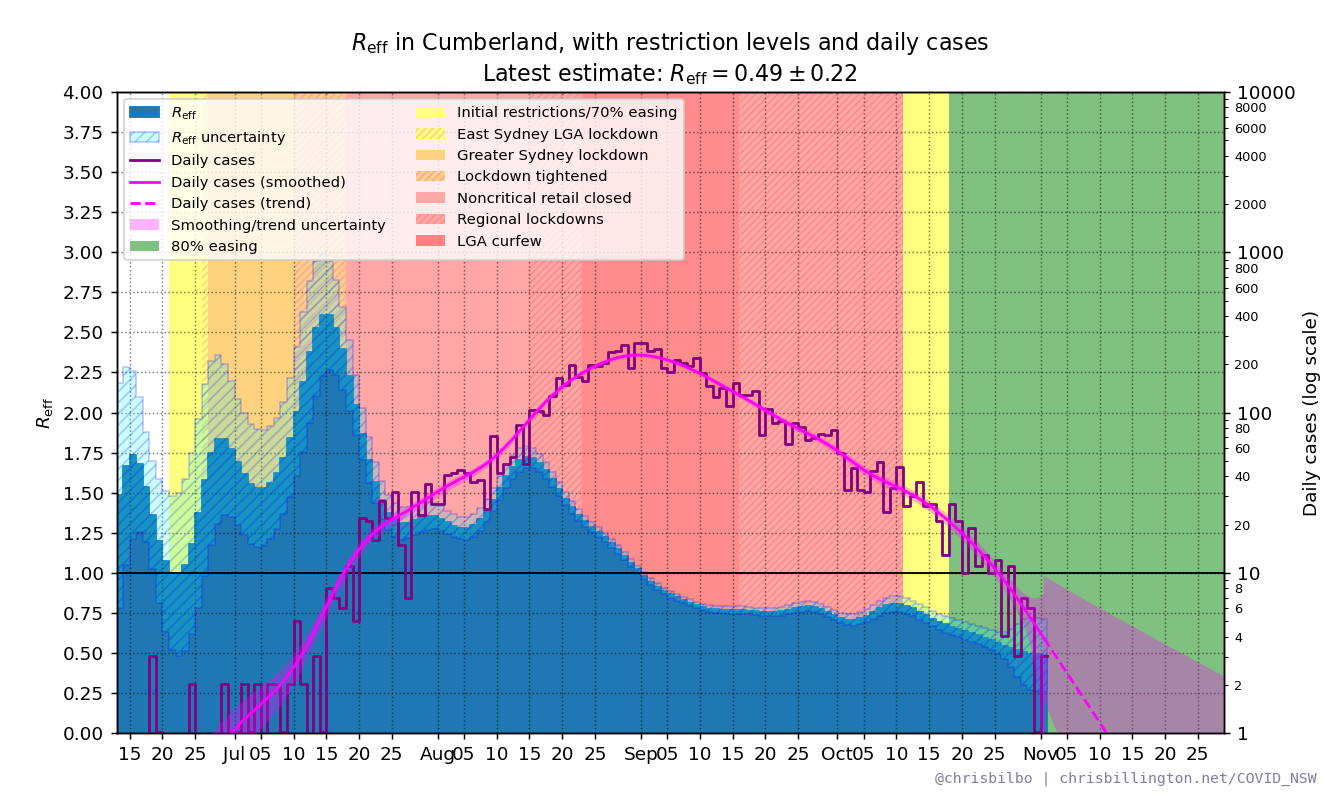 Reff in Cumberland, with restriction levels and daily cases
Latest estimate: Reff = 0.49 ± 0.22
Reff
Reff uncertainty
Daily cases
Daily cases (smoothed)
Daily cases (trend)
Smoothing/trend uncertainty
80% easing
Initial restrictions/70% easing
East Sydney LGA lockdown
Greater Sydney lockdown
Lockdown tightened
Noncritical retail closed
Regional lockdowns
LGA curfew
4.00
3.75
3.50
3.25
3.00
2.75
2.50
2.25
2.00
1.75
1.50
1.25
1.00
0.75
0.50
0.25
0.00
Reff
10000
8000
6000
4000
2000
1000
800
600
400
200
100
80
60
40
20
10
8
6
4
2
1
Daily cases (log scale)
15 20 25 Jul 05 10 15 20 25 Aug 05 10 15 20 25 Sep 05 10 15 20 25 Oct 05 10 15 20 25 Nov 05 10 15 20 25
@chrisbilbo | chrisbillington.net/COVID_NSW